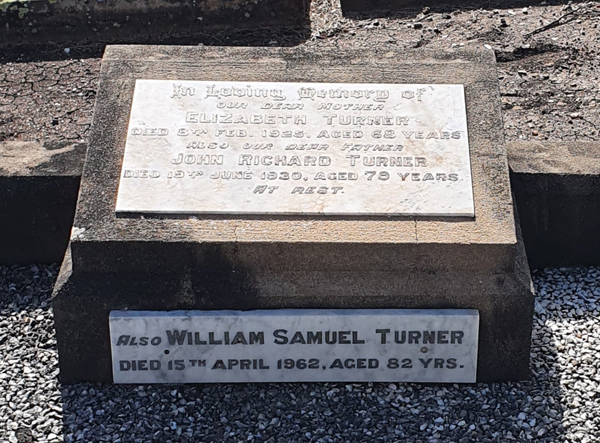 In Loving Memory of
OUR DEAR MOTHER
ELIZABETH TURNER
DIED 8TH FEB. 1925, AGED 68 YEARS
ALSO OUR DEAR FATHER
JOHN RICHARD TURNER
DIED 19TH JUNE 1930, AGED 79 YEARS.
AT REST.
ALSO WILLIAM SAMUEL TURNER
DIED 15TH APRIL 1962, AGED 82 YRS.